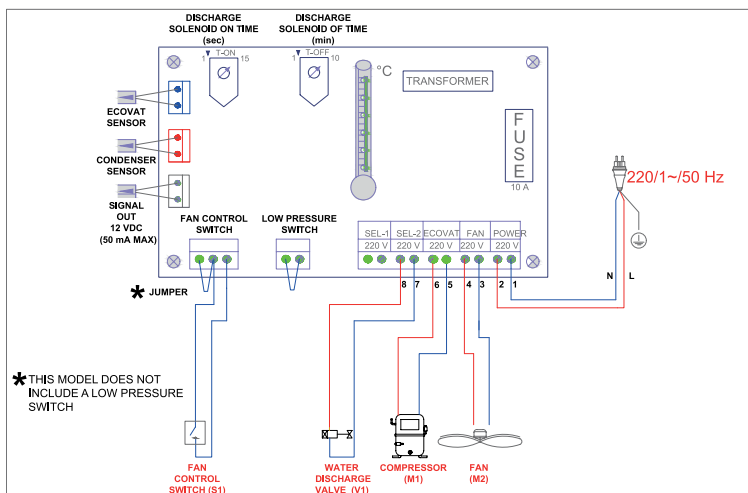 DISCHARGE
SOLENOID ON TIME
(sec)
DISCHARGE
SOLENOID OF TIME
(min)
T-ON
1 15
T-OFF
1 10
°C
TRANSFORMER
FUSE
10 A
ECOVAT
SENSOR
CONDENSER
SENSOR
SIGNAL
OUT
12 VDC
(50 mA MAX)
FAN CONTROL
SWITCH
LOW PRESSURE
SWITCH
SEL-1 SEL-2 ECOVAT FAN POWER
220 V 220 V 220 V 220 V 220 V
8 7 6 5 4 3 2 1
220/1~/50 Hz
N L
* JUMPER
* THIS MODEL DOES NOT
INCLUDE A LOW PRESSURE
SWITCH
FAN
CONTROL
SWITCH (S1)
WATER
DISCHARGE
VALVE (V1)
COMPRESSOR
(M1)
FAN
(M2)